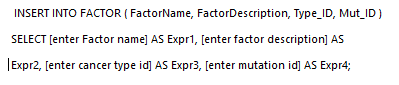 INSERT INTO FACTOR ( FactorName, FactorDescription, Type_ID, Mut_ID )
SELECT [enter Factor name] AS Expr1, [enter factor description] AS
Expr2, [enter cancer type id] AS Expr3, [enter mutation id] AS Expr4;